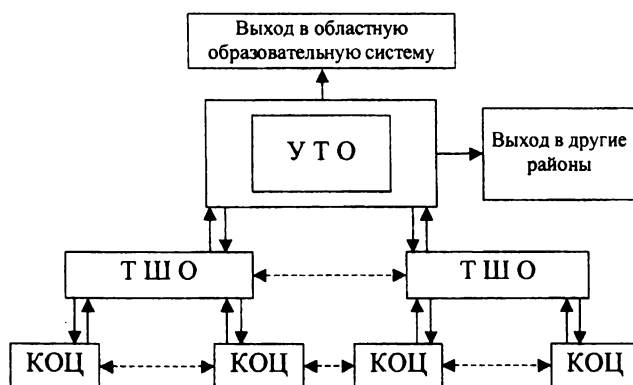 Выход в областную
образовательную систему
У Т О
Выход в другие
районы
Т Ш О
Т Ш О
КОЦ
КОЦ
КОЦ
КОЦ